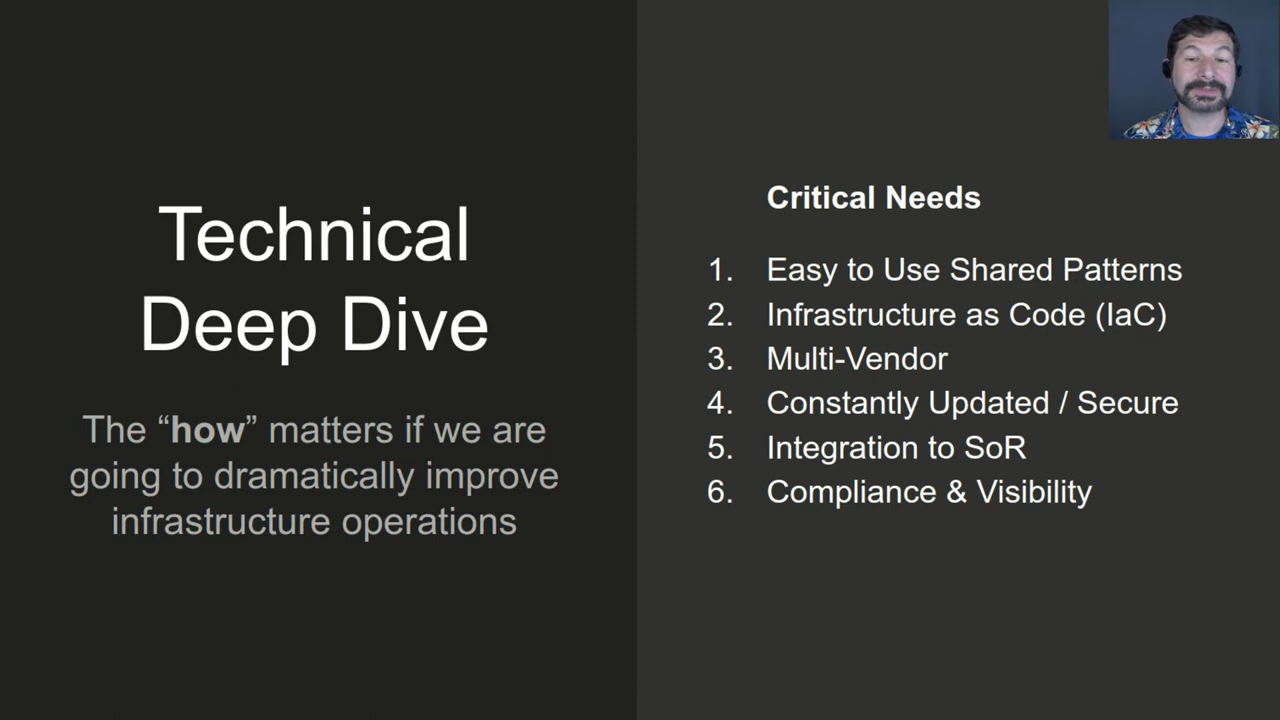 Technical
Deep Dive
The “how” matters if we are
going to dramatically improve
infrastructure operations
Critical Needs
1. Easy to Use Shared Patterns
2. Infrastructure as Code (IaC)
3. Multi-Vendor
4. Constantly Updated / Secure
5. Integration to SoR
6. Compliance & Visibility